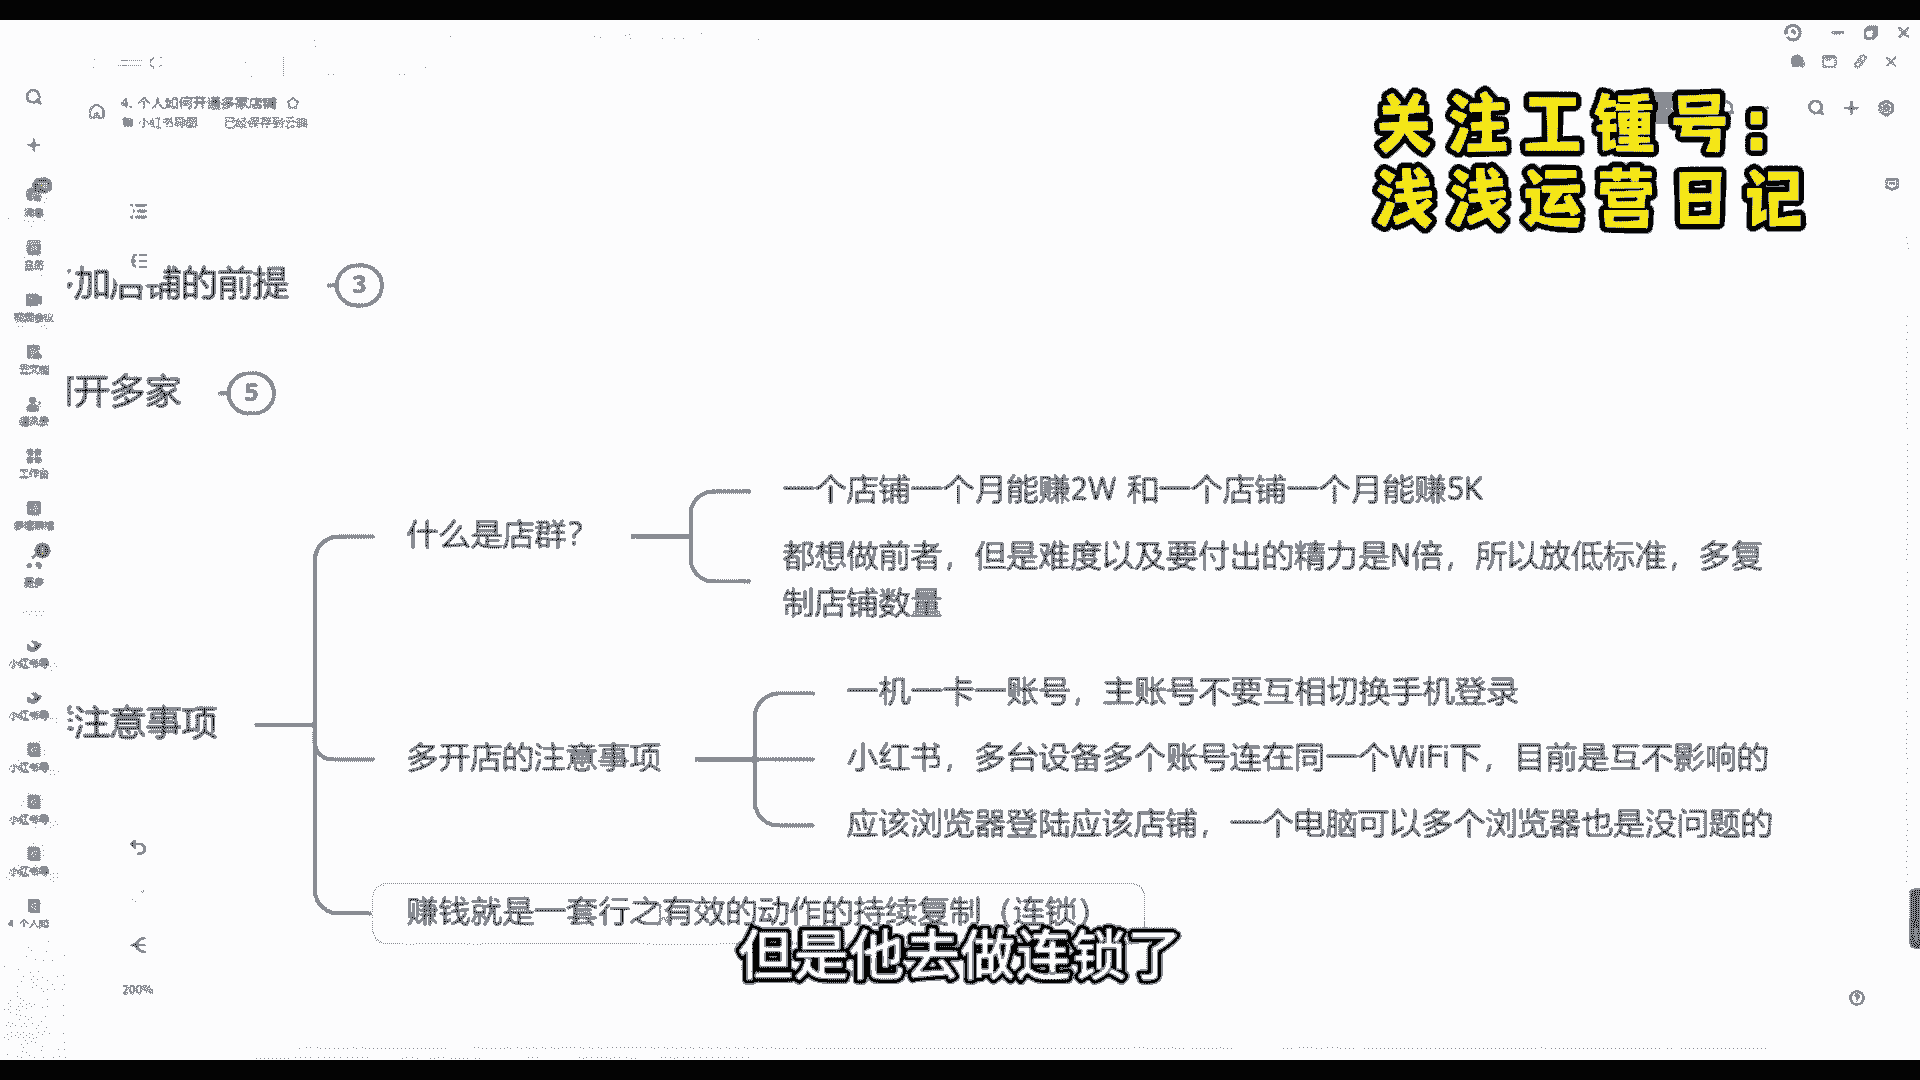 关注工锺号：
浅浅运营日记
4. 个人如何开通多家店铺
小红书导图 已经保存到云端
加店铺的前提 3
开多家 5
一个店铺一个月能赚2W 和一个店铺一个月能赚5K
什么是店群？
都想做前者，但是难度以及要付出的精力是N倍，所以放低标准，多复
制店铺数量
一机一卡一账号，主账号不要互相切换手机登录
注意事项
多开店的注意事项
小红书，多台设备多个账号连在同一个WiFi下，目前是互不影响的
应该浏览器登陆应该店铺，一个电脑可以多个浏览器也是没问题的
赚钱就是一套行之有效的动作的持续复制（连锁）
但是他去做连锁了
工作台
200%